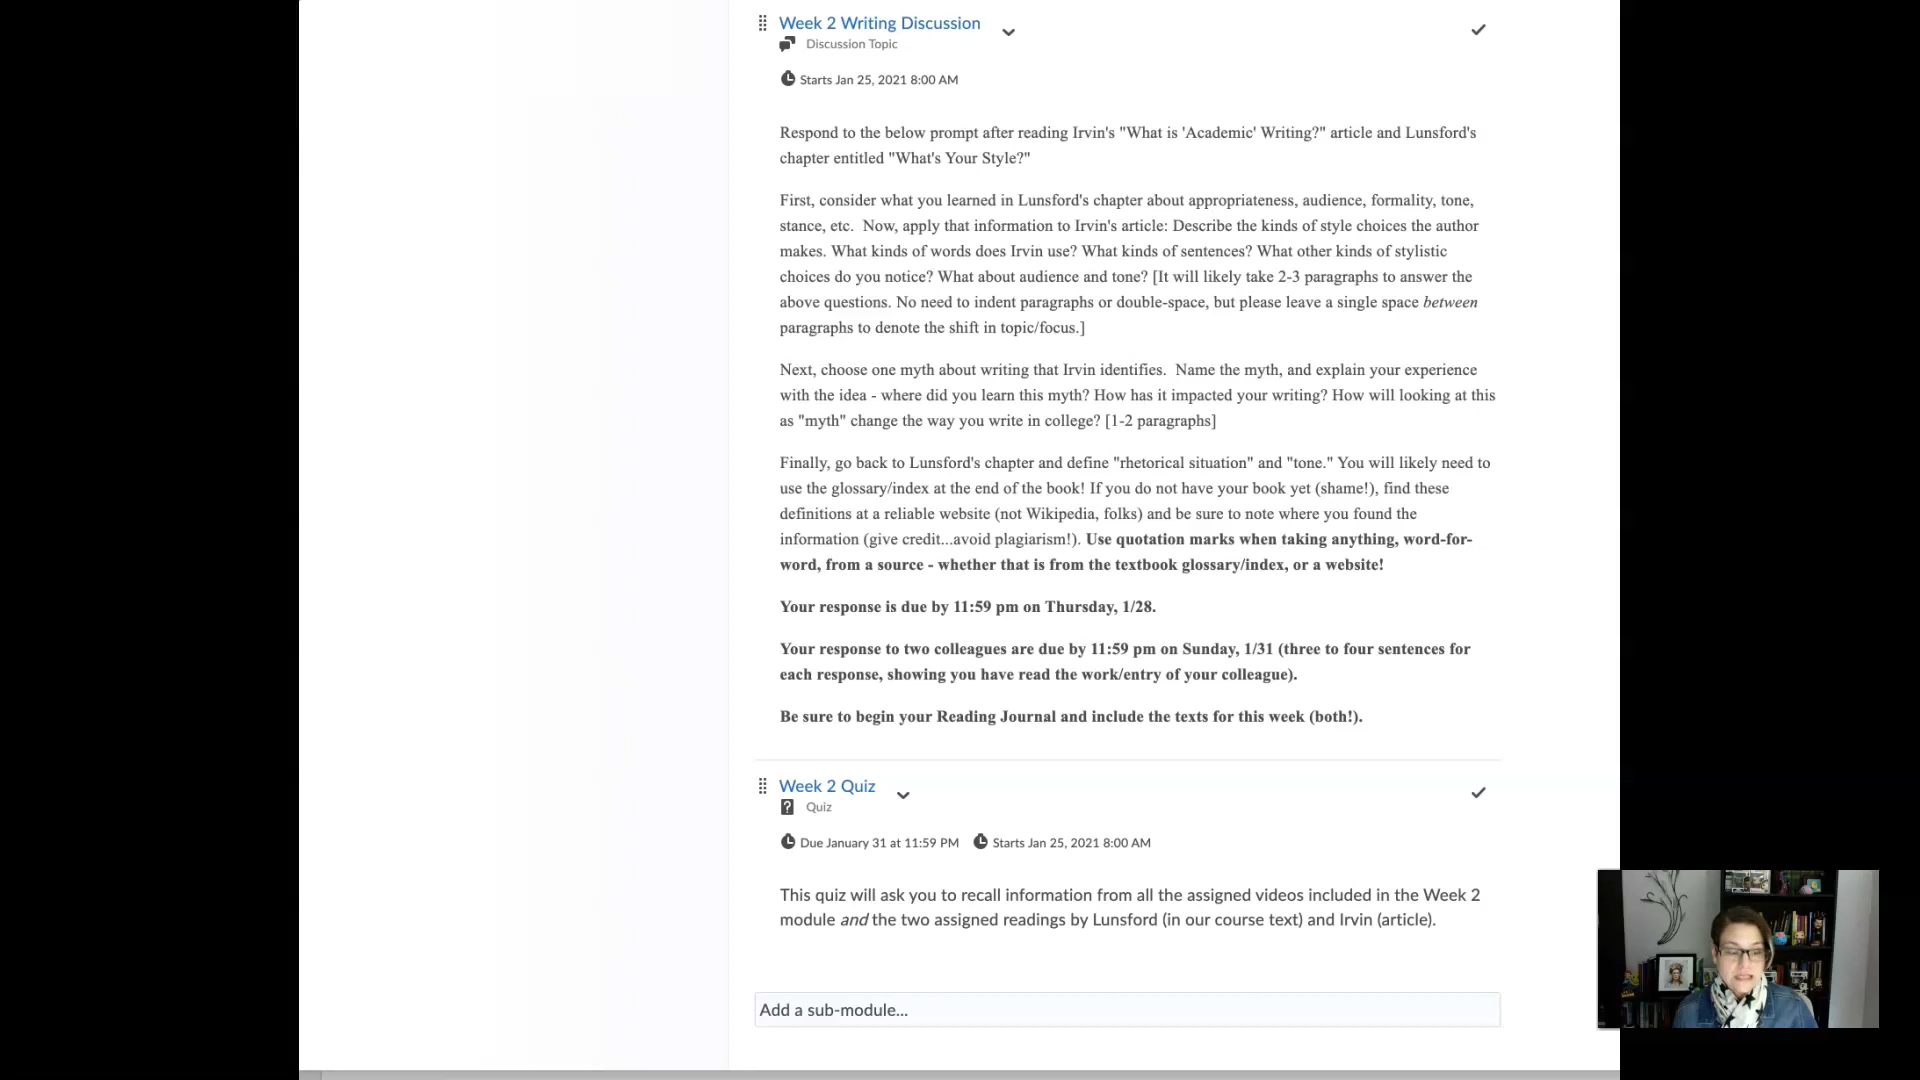 Week 2 Writing Discussion
Discussion Topic
Starts Jan 25, 2021 8:00 AM
Respond to the below prompt after reading Irvin's "What is 'Academic' Writing?" article and Lunsford's
chapter entitled "What's Your Style?"
First, consider what you learned in Lunsford's chapter about appropriateness, audience, formality, tone,
stance, etc.  Now, apply that information to Irvin's article: Describe the kinds of style choices the author
makes. What kinds of words does Irvin use? What kinds of sentences? What other kinds of stylistic
choices do you notice? What about audience and tone? [It will likely take 2-3 paragraphs to answer the
above questions. No need to indent paragraphs or double-space, but please leave a single space between
paragraphs to denote the shift in topic/focus.]
Next, choose one myth about writing that Irvin identifies.  Name the myth, and explain your experience
with the idea - where did you learn this myth? How has it impacted your writing? How will looking at this
as "myth" change the way you write in college? [1-2 paragraphs]
Finally, go back to Lunsford's chapter and define "rhetorical situation" and "tone." You will likely need to
use the glossary/index at the end of the book! If you do not have your book yet (shame!), find these
definitions at a reliable website (not Wikipedia, folks) and be sure to note where you found the
information (give credit...avoid plagiarism!). Use quotation marks when taking anything, word-for-
word, from a source - whether that is from the textbook glossary/index, or a website!
Your response is due by 11:59 pm on Thursday, 1/28.
Your response to two colleagues are due by 11:59 pm on Sunday, 1/31 (three to four sentences for
each response, showing you have read the work/entry of your colleague).
Be sure to begin your Reading Journal and include the texts for this week (both!).
Week 2 Quiz
Quiz
Due January 31 at 11:59 PM Starts Jan 25, 2021 8:00 AM
This quiz will ask you to recall information from all the assigned videos included in the Week 2
module and the two assigned readings by Lunsford (in our course text) and Irvin (article).
Add a sub-module...